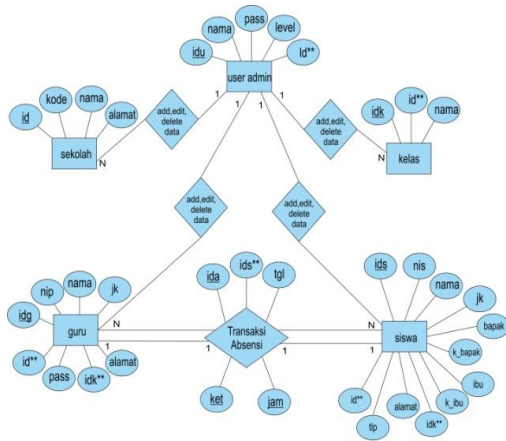 pass
nama
level
idu
Id**
user admin
1
1
1
1
kode
nama
id
alamat
sekolah
N
add,edit,
delete
data
add,edit,
delete
data
id**
idk
nama
kelas
N
add,edit,
delete
data
add,edit,
delete
data
nama
nip
jk
idg
guru
N
1
id**
pass
idk**
alamat
ids**
ida
tgl
Transaksi
Absensi
1
1
ket
jam
ids
nis
nama
jk
bapak
k_bapak
ibu
k_ibu
idk**
alamat
tlp
id**
siswa
N
1